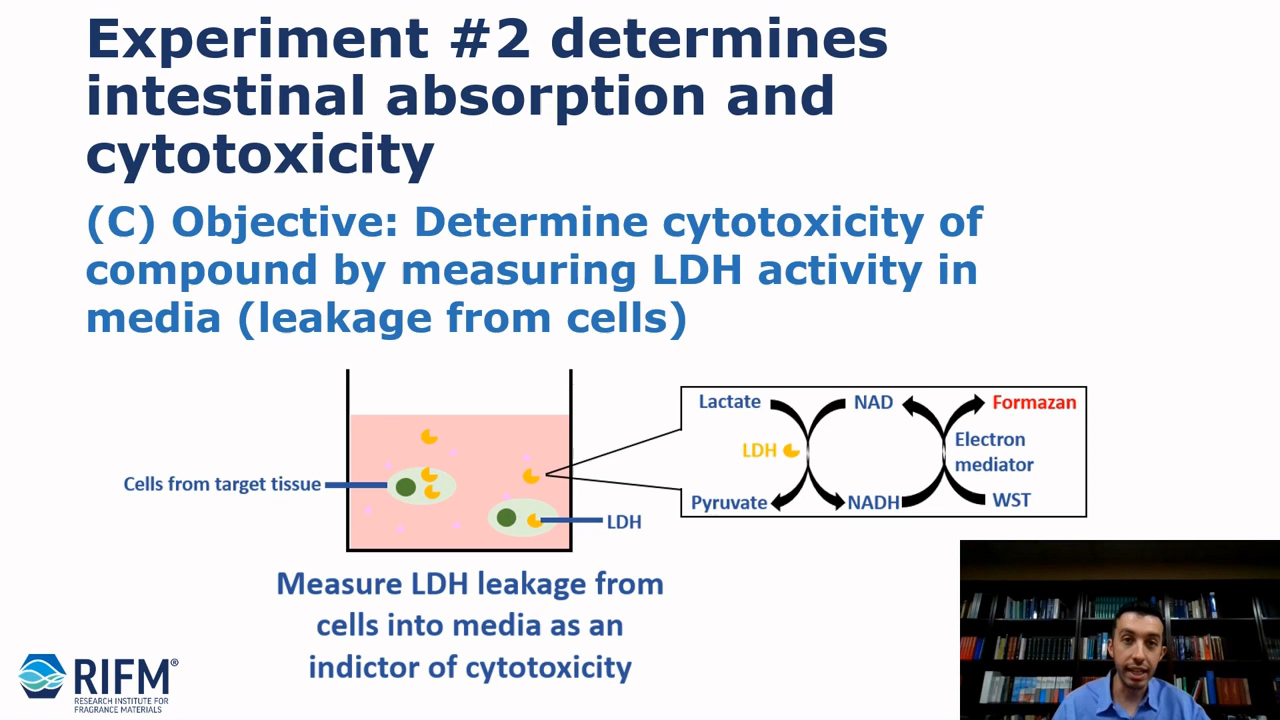 Experiment #2 determines
intestinal absorption and
cytotoxicity
(C) Objective: Determine cytotoxicity of
compound by measuring LDH activity in
media (leakage from cells)
Cells from target tissue
LDH
Lactate
NAD
Formazan
LDH
Electron
mediator
Pyruvate
NADH
WST
Measure LDH leakage from
cells into media as an
indictor of cytotoxicity
RIFM®
RESEARCH INSTITUTE FOR
FRAGRANCE MATERIALS